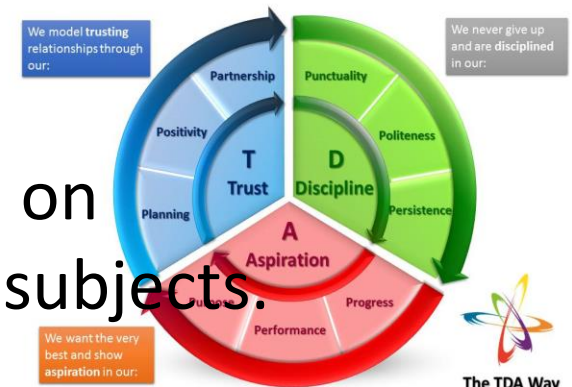 We model trusting
relationships through
our:
We never give up
and are disciplined
in our:
Partnership
Punctuality
Positivity
Politeness
Planning
Persistence
T
Trust
D
Discipline
A
Aspiration
on
subjects.
Purpose
Performance
Progress
We want the very
best and show
aspiration in our:
The TDA Way